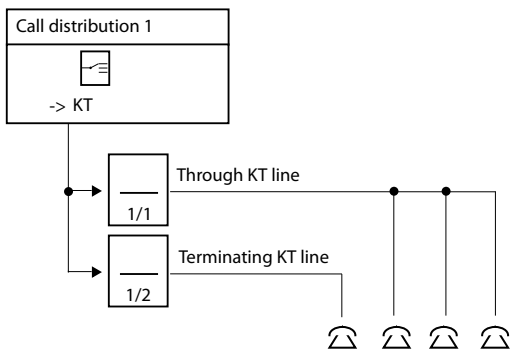 Call distribution 1
-> KT
Through KT line
1/1
Terminating KT line
1/2